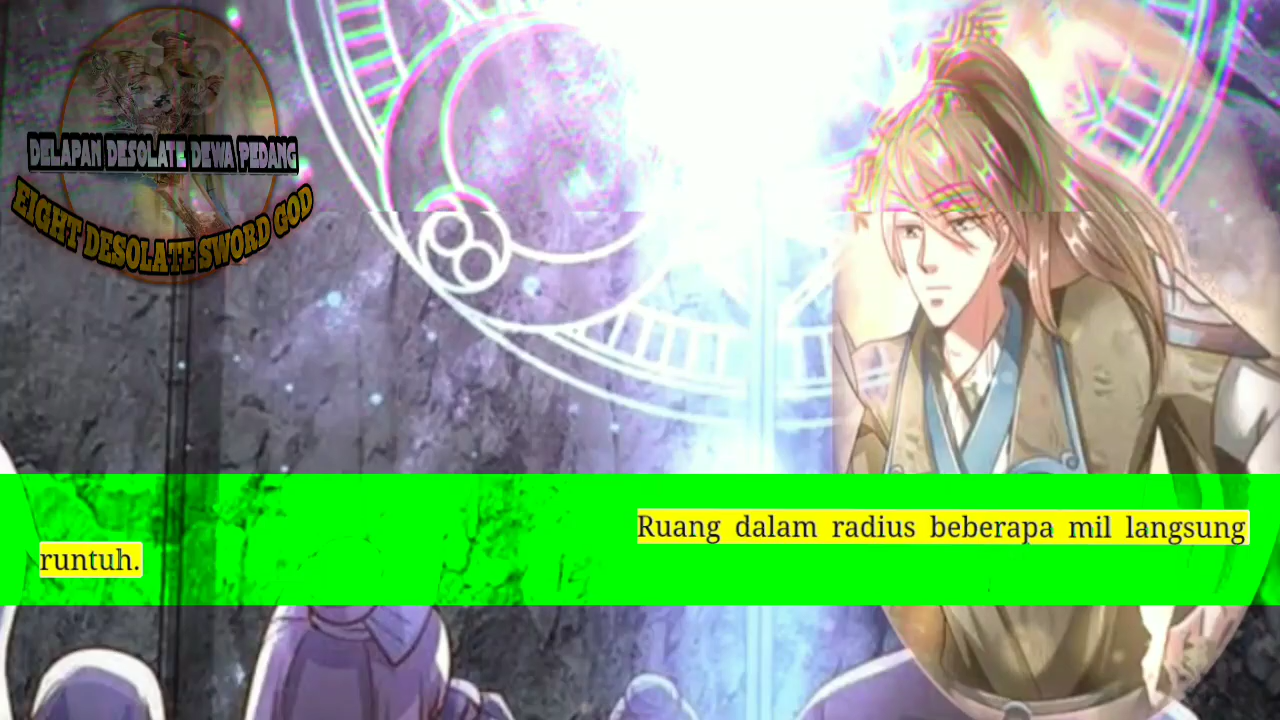 DELAPAN DESOLATE DEWA PEDANG
EIGHT DESOLATE SWORD GOD
Ruang dalam radius beberapa mil langsung
runtuh.